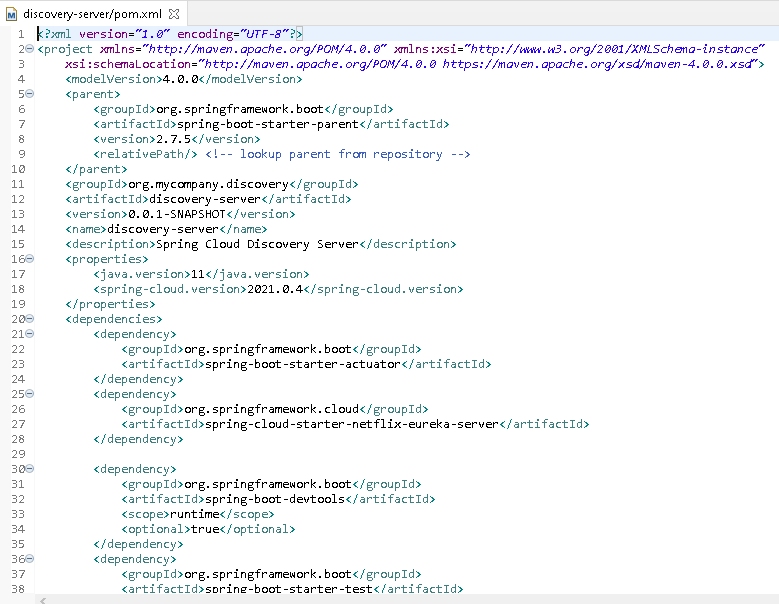 discovery-server/pom.xml
1 <?xml version="1.0" encoding="UTF-8"?>
2 <project xmlns="http://maven.apache.org/POM/4.0.0" xmlns:xsi="http://www.w3.org/2001/XMLSchema-instance"
3     xsi:schemaLocation="http://maven.apache.org/POM/4.0.0 https://maven.apache.org/xsd/maven-4.0.0.xsd">
4     <modelVersion>4.0.0</modelVersion>
5     <parent>
6         <groupId>org.springframework.boot</groupId>
7         <artifactId>spring-boot-starter-parent</artifactId>
8         <version>2.7.5</version>
9         <relativePath/> <!-- lookup parent from repository -->
10     </parent>
11     <groupId>org.mycompany.discovery</groupId>
12     <artifactId>discovery-server</artifactId>
13     <version>0.0.1-SNAPSHOT</version>
14     <name>discovery-server</name>
15     <description>Spring Cloud Discovery Server</description>
16     <properties>
17         <java.version>11</java.version>
18         <spring-cloud.version>2021.0.4</spring-cloud.version>
19     </properties>
20     <dependencies>
21         <dependency>
22             <groupId>org.springframework.boot</groupId>
23             <artifactId>spring-boot-starter-actuator</artifactId>
24         </dependency>
25         <dependency>
26             <groupId>org.springframework.cloud</groupId>
27             <artifactId>spring-cloud-starter-netflix-eureka-server</artifactId>
28         </dependency>
29
30         <dependency>
31             <groupId>org.springframework.boot</groupId>
32             <artifactId>spring-boot-devtools</artifactId>
33             <scope>runtime</scope>
34             <optional>true</optional>
35         </dependency>
36         <dependency>
37             <groupId>org.springframework.boot</groupId>
38             <artifactId>spring-boot-starter-test</artifactId>